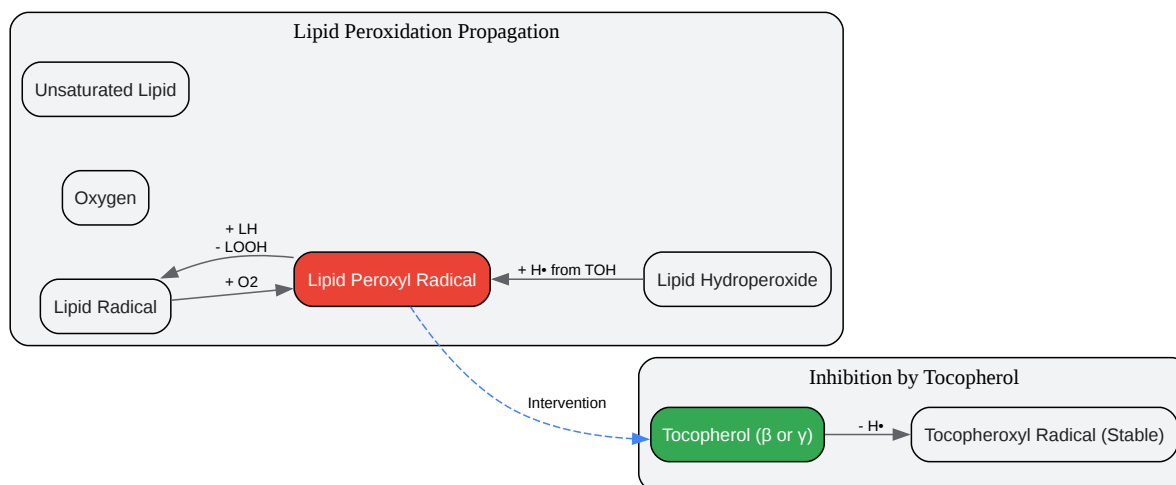 Lipid Peroxidation Propagation
Unsaturated Lipid
Oxygen
+ LH
- LOOH
+ O2
Lipid Radical
Lipid Peroxyl Radical
+ H• from TOH
Lipid Hydroperoxide
Intervention
Inhibition by Tocopherol
Tocopherol (β or γ)
- H•
Tocopheroxyl Radical (Stable)